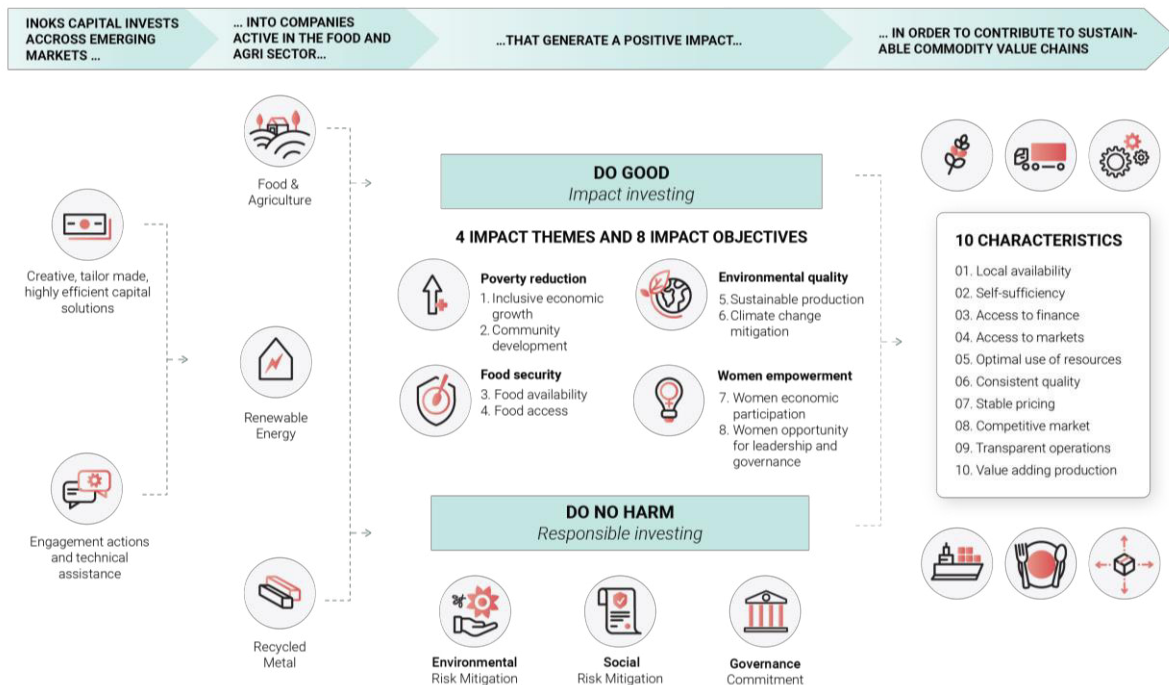 INOKS CAPITAL INVESTS
ACCROSS EMERGING
MARKETS ...
... INTO COMPANIES
ACTIVE IN THE FOOD AND
AGRI SECTOR...
...THAT GENERATE A POSITIVE IMPACT...
... IN ORDER TO CONTRIBUTE TO SUSTAIN-
ABLE COMMODITY VALUE CHAINS
Creative, tailor made,
highly efficient capital
solutions
Engagement actions
and technical
assistance
Food &
Agriculture
Renewable
Energy
Recycled
Metal
DO GOOD
Impact investing
4 IMPACT THEMES AND 8 IMPACT OBJECTIVES
Poverty reduction
1. Inclusive economic
growth
2. Community
development
Environmental quality
5. Sustainable production
6. Climate change
mitigation
Food security
3. Food availability
4. Food access
Women empowerment
7. Women economic
participation
8. Women opportunity
for leadership and
governance
DO NO HARM
Responsible investing
Environmental
Risk Mitigation
Social
Risk Mitigation
Governance
Commitment
10 CHARACTERISTICS
01. Local availability
02. Self-sufficiency
03. Access to finance
04. Access to markets
05. Optimal use of resources
06. Consistent quality
07. Stable pricing
08. Competitive market
09. Transparent operations
10. Value adding production